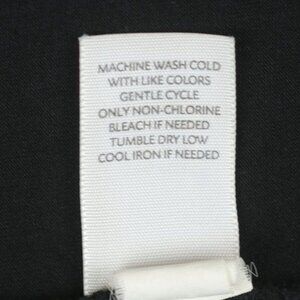 MACHINE WASH COLD
WITH LIKE COLORS
GENTLE CYCLE
ONLY NON-CHLORINE
BLEACH IF NEEDED
TUMBLE DRY LOW
COOL IRON IF NEEDED